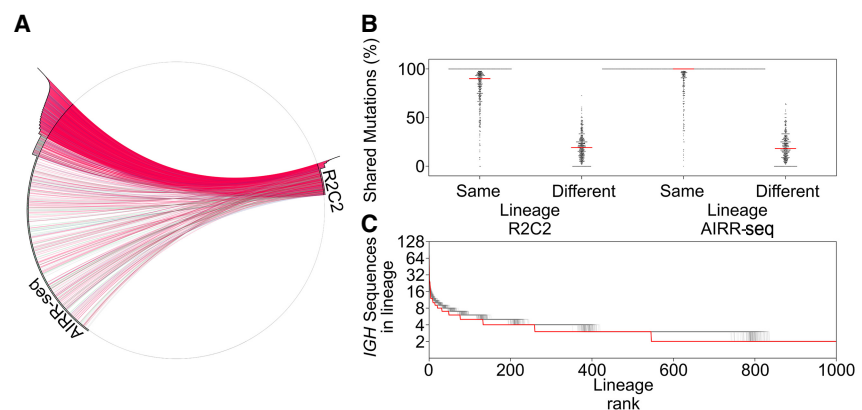 A
R2C2
AIRR-seq
B
Shared Mutations (%)
100
50
0
Same Different Same Different
Lineage Lineage
R2C2 AIRR-seq
C
IGH Sequences
in lineage
128
64
32
16
8
4
2
0 200 400 600 800 1000
Lineage
rank